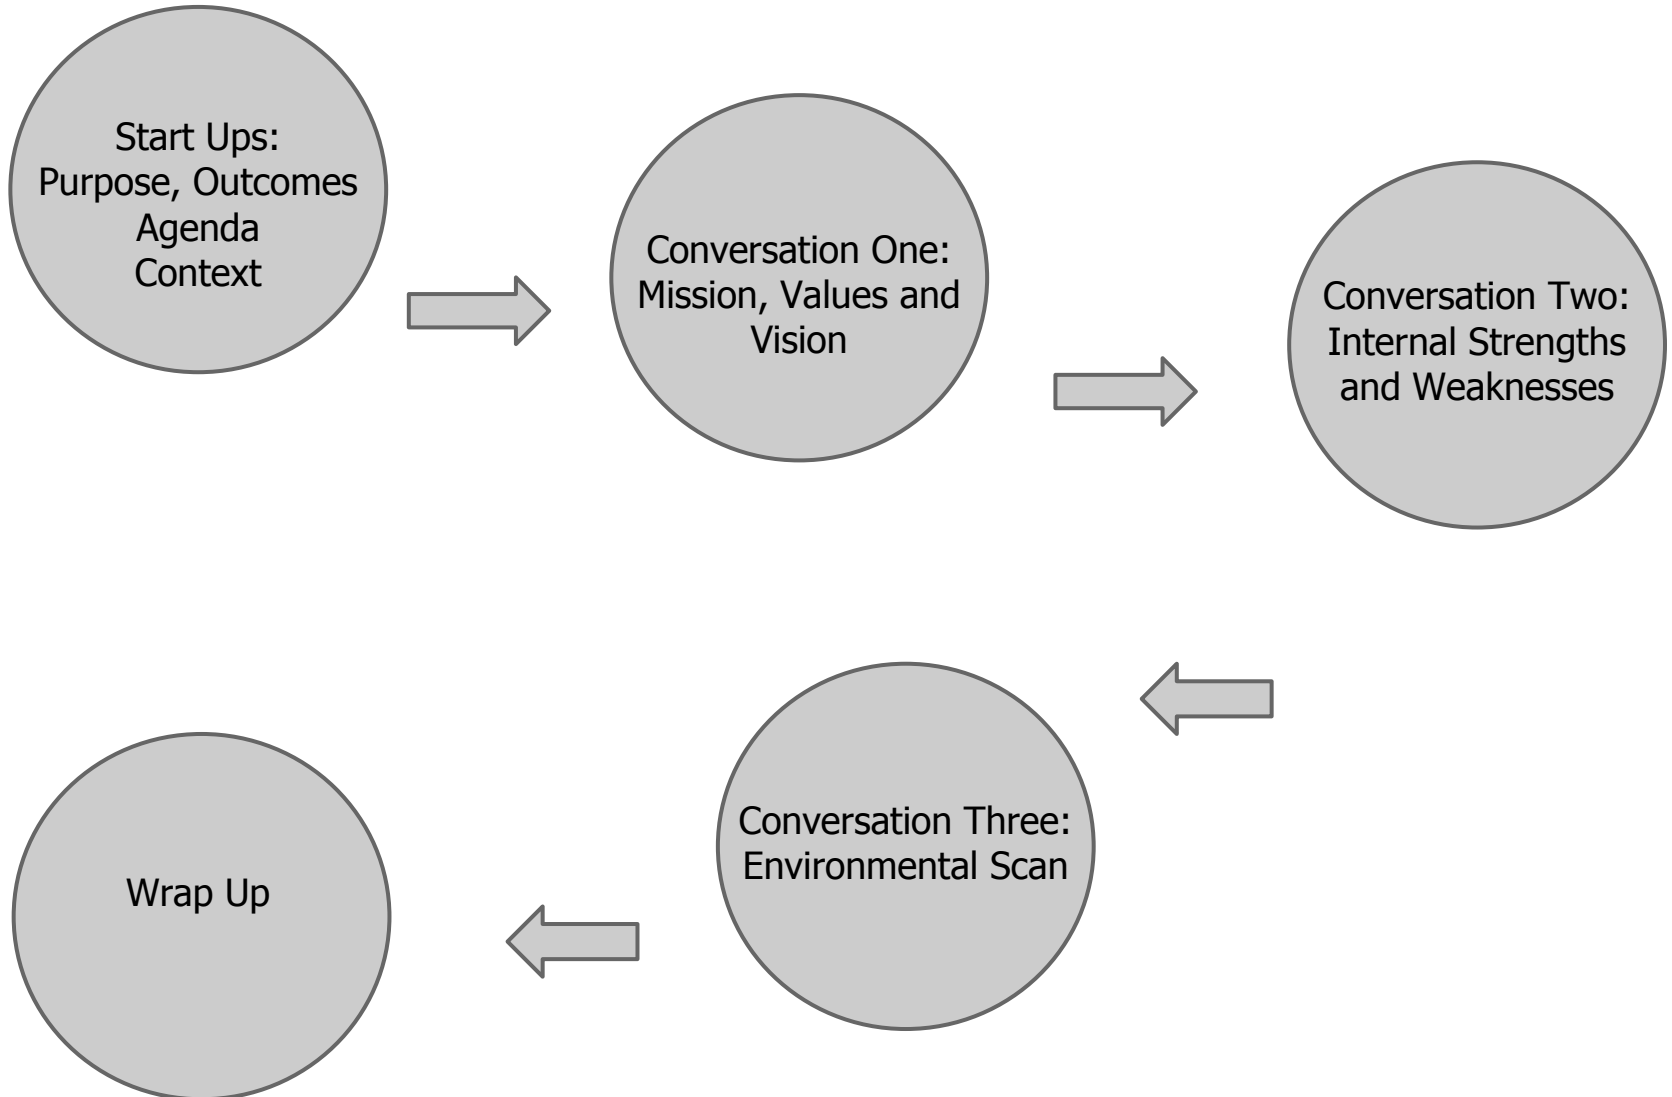 Start Ups:
Purpose, Outcomes
Agenda
Context
Conversation One:
Mission, Values and
Vision
Conversation Two:
Internal Strengths
and Weaknesses
Conversation Three:
Environmental Scan
Wrap Up